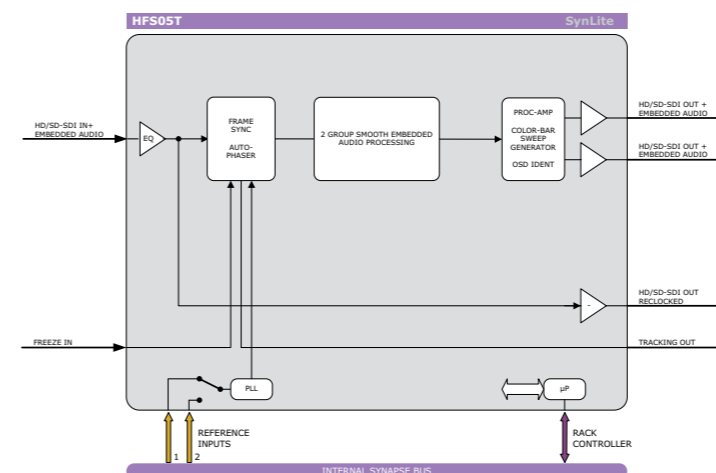 HFS05T
SynLite
HD/SD-SDI IN+
EMBEDDED AUDIO
EQ
FRAME
SYNC
AUTO-
PHASER
2 GROUP SMOOTH EMBEDDED
AUDIO PROCESSING
PROC-AMP
COLOR-BAR
SWEEP
GENERATOR
OSD IDENT
HD/SD-SDI OUT +
EMBEDDED AUDIO
HD/SD-SDI OUT +
EMBEDDED AUDIO
-
HD/SD-SDI OUT
RECLOCKED
FREEZE IN
TRACKING OUT
PLL
µP
REFERENCE
INPUTS
1
2
RACK
CONTROLLER
INTERNAL SYNAPSE BUS